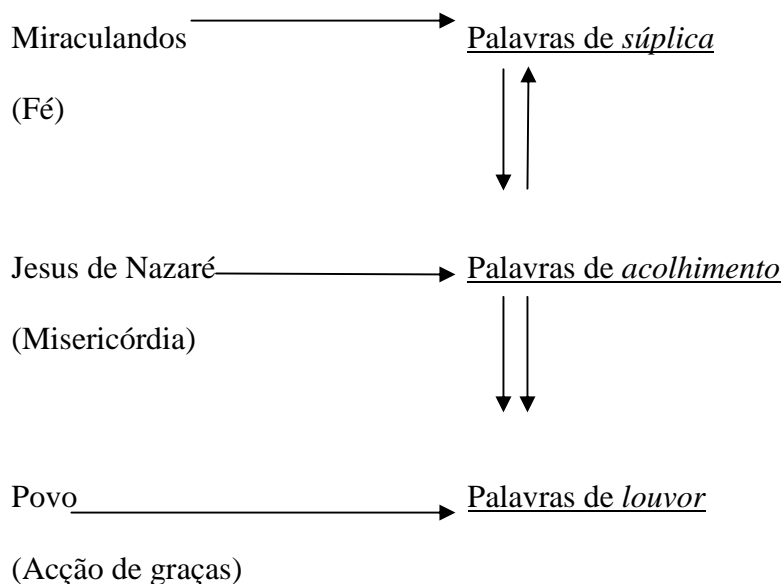 Miraculandos Palavras de súplica
(Fé)
Jesus de Nazaré Palavras de acolhimento
(Misericórdia)
Povo Palavras de louvor
(Acção de graças)